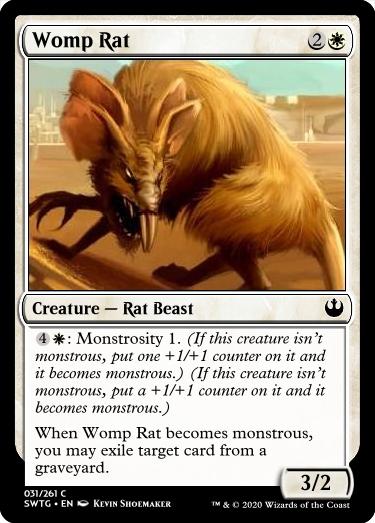 Womp Rat 2
Creature — Rat Beast
4 : Monstrosity 1. (If this creature isn't
monstrous, put one +1/+1 counter on it and
it becomes monstrous.) (If this creature isn't
monstrous, put a +1/+1 counter on it and it
becomes monstrous.)
When Womp Rat becomes monstrous,
you may exile target card from a
graveyard.
3/2
031/261 C
SWTG • EN Kevin Shoemaker ™ & © 2020 Wizards of the Coast